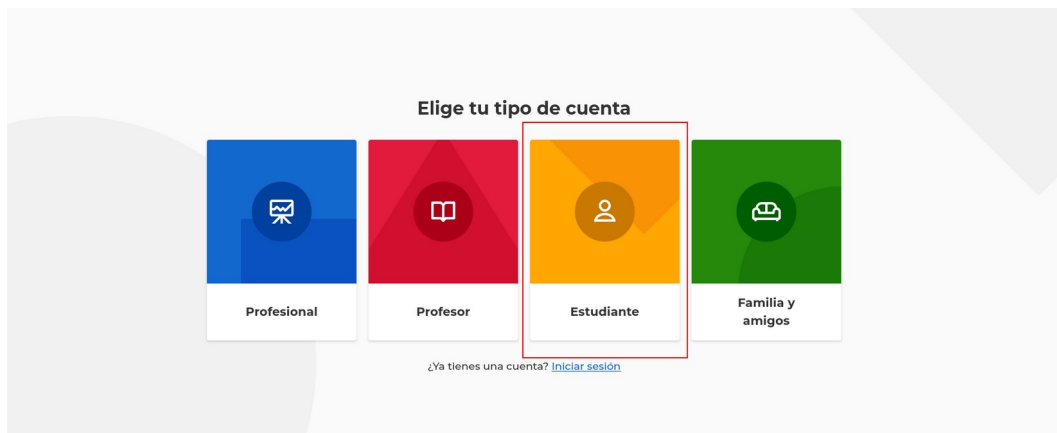 Elige tu tipo de cuenta
Profesional
Profesor
Estudiante
Familia y
amigos
¿Ya tienes una cuenta? Iniciar sesión